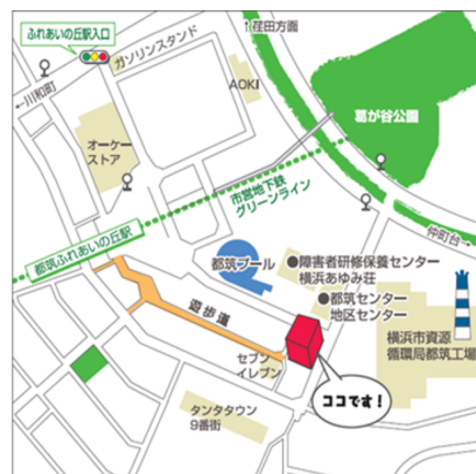 ふれあいの丘駅入口
ガソリンスタンド
↑荏田方面
←川和町
AOKI
葛が谷公園
オーケー
ストア
市営地下鉄
グリーンライン
仲町台→
都筑ふれあいの丘駅
都筑プール
●障害者研修保養センター
横浜あゆみ荘
●都筑センター
地区センター
遊歩道
横浜市資源
循環局都筑工場
セブン
イレブン
ココです!
タンタタウン
9番街